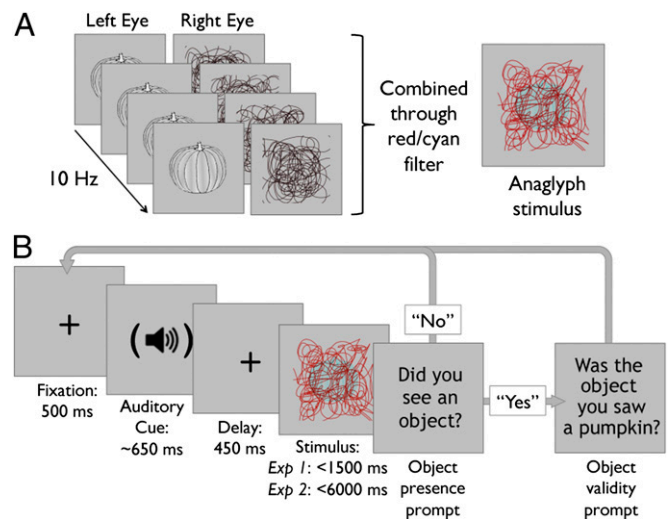 A
Left Eye
Right Eye
10 Hz
Combined
through
red/cyan
filter
Anaglyph
stimulus
B
"No"
"Yes"
Did you
see an
object?
Was the
object
you saw
a pumpkin?
Fixation:
500 ms
Auditory
Cue:
~650 ms
Delay:
450 ms
Stimulus:
Exp 1: <1500 ms
Exp 2: <6000 ms
Object
presence
prompt
Object
validity
prompt